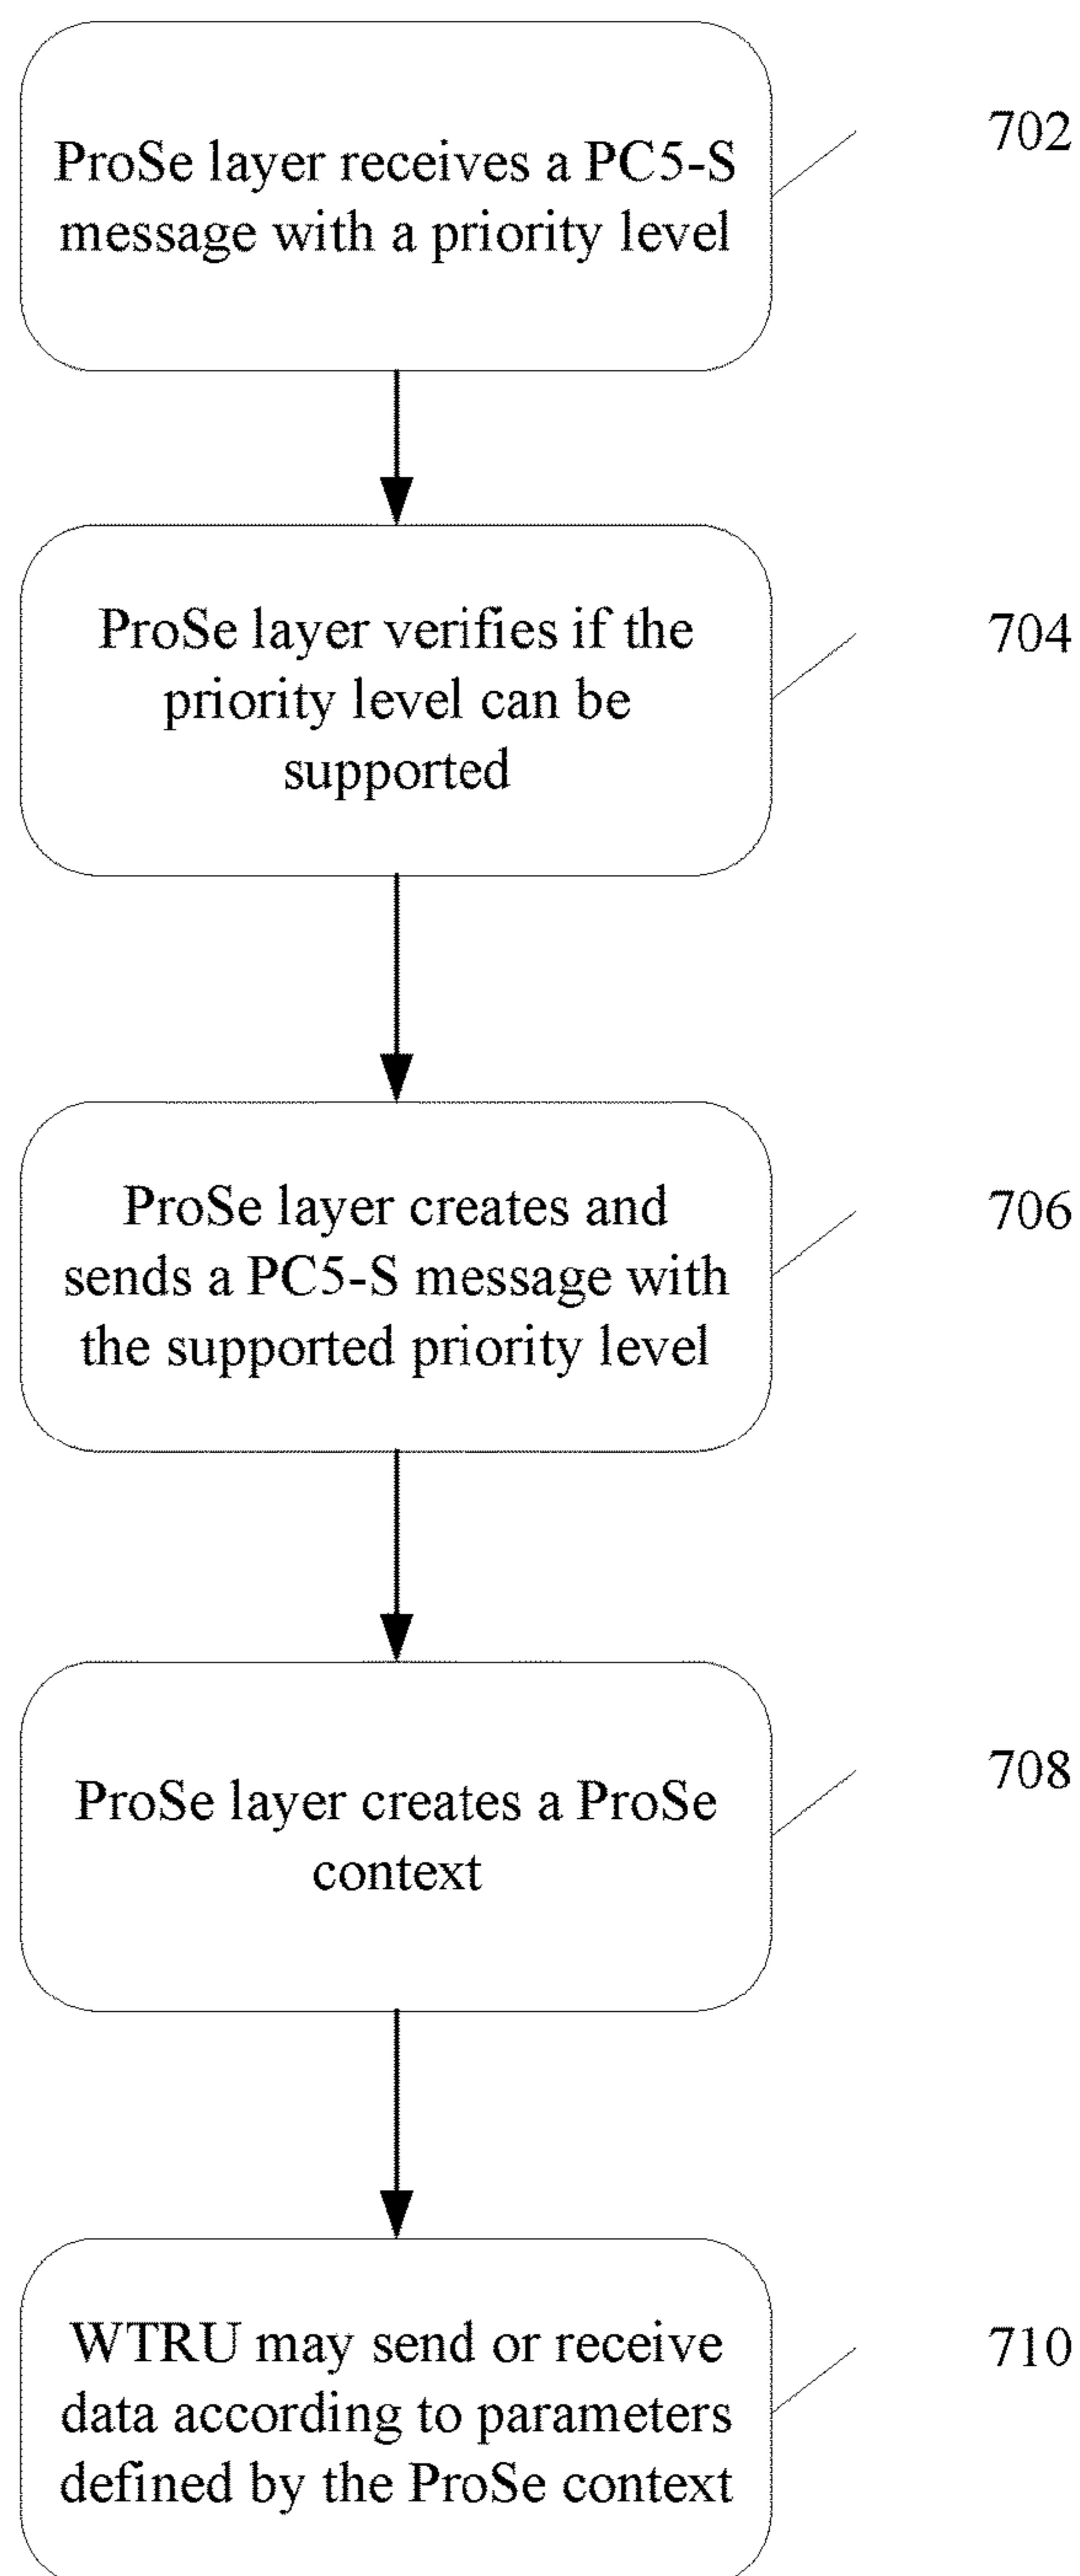 ProSe layer receives a PC5-S
message with a priority level
702
ProSe layer verifies if the
priority level can be
supported
704
ProSe layer creates and
sends a PC5-S message with
the supported priority level
706
ProSe layer creates a ProSe
context
708
WTRU may send or receive
data according to parameters
defined by the ProSe context
710